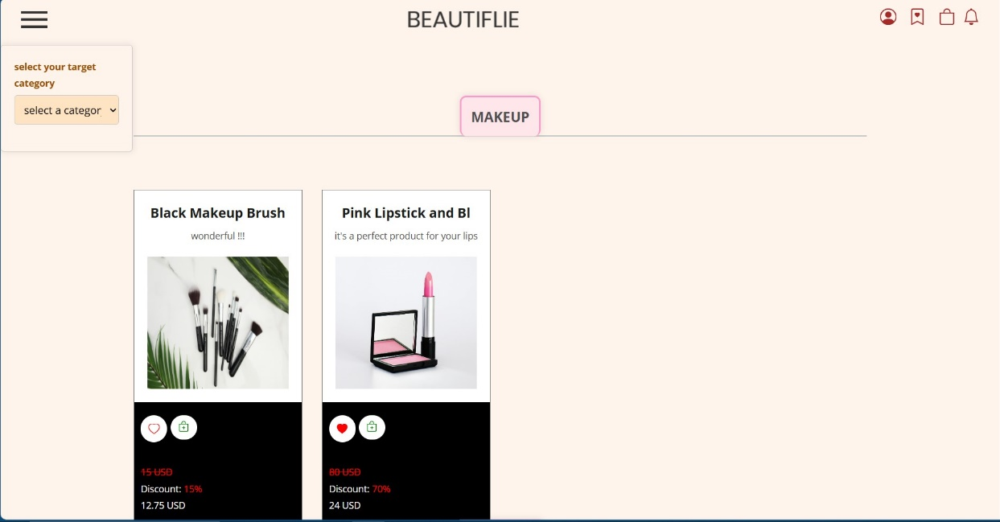 BEAUTIFLIE
select your target
category
select a categor
MAKEUP
Black Makeup Brush
wonderful !!!
15 USD
Discount: 15%
12.75 USD
Pink Lipstick and Bl
it's a perfect product for your lips
80 USD
Discount: 70%
24 USD